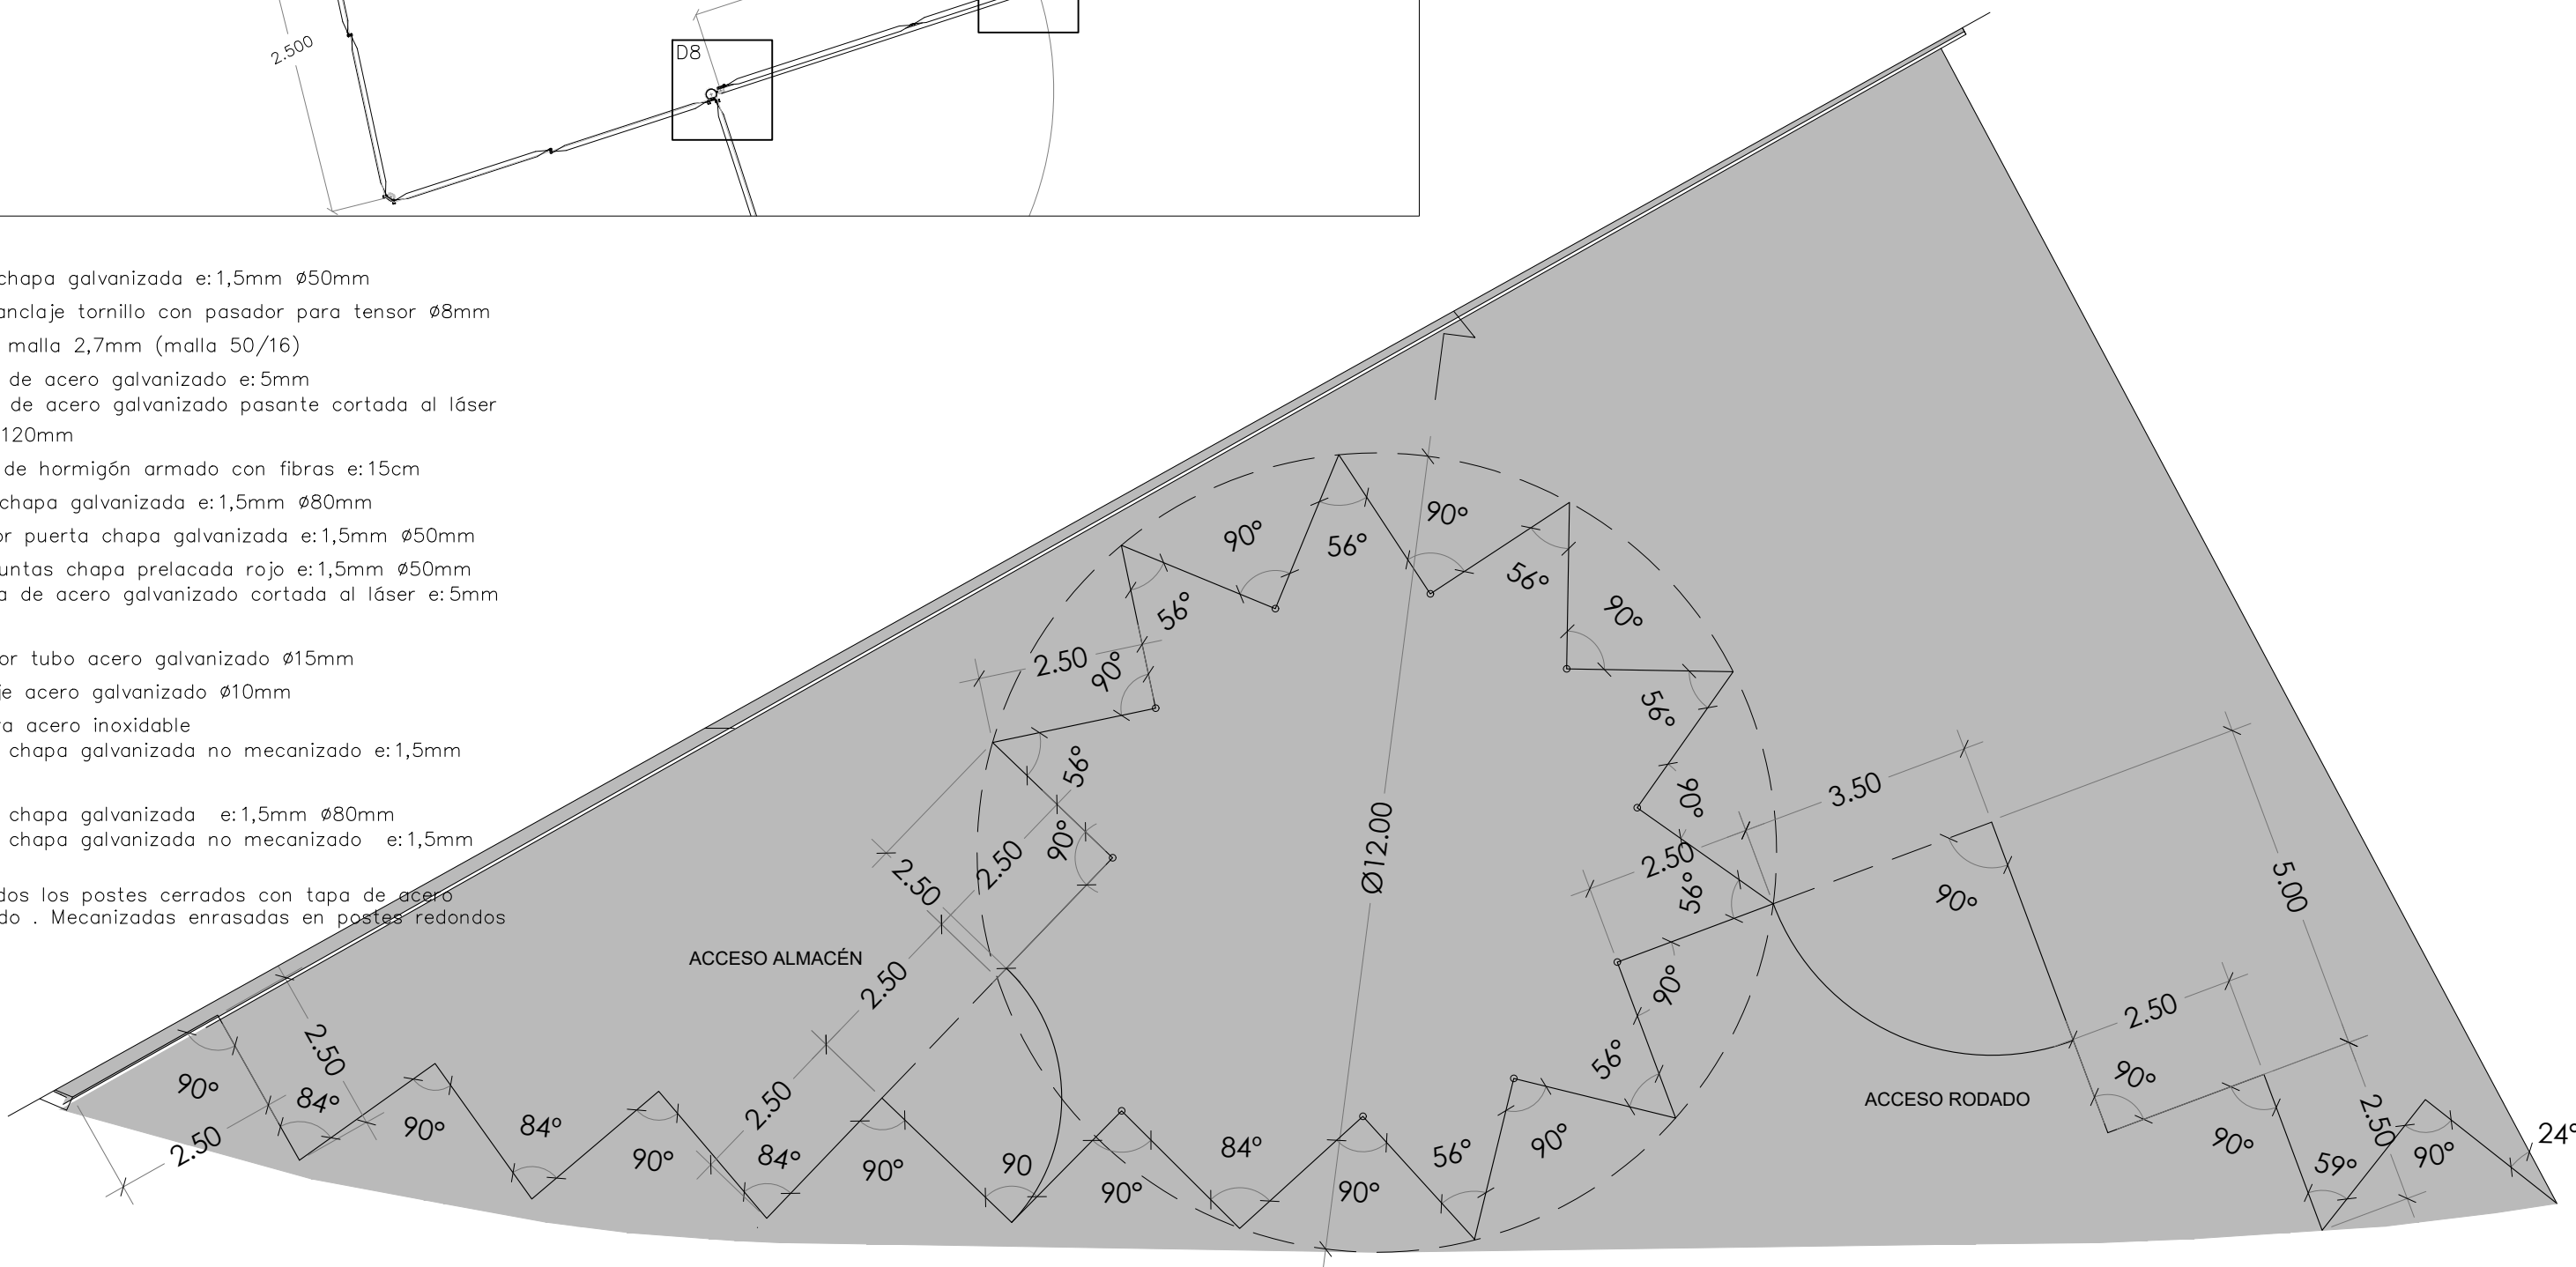 2.500
D8
chapa galvanizada e:1,5mm ø50mm
anclaje tornillo con pasador para tensor ø8mm
malla 2,7mm (malla 50/16)
de acero galvanizado e:5mm
de acero galvanizado pasante cortada al láser
120mm
de hormigón armado con fibras e:15cm
chapa galvanizada e:1,5mm ø80mm
or puerta chapa galvanizada e:1,5mm ø50mm
untas chapa prelacada rojo e:1,5mm ø50mm
a de acero galvanizado cortada al láser e:5mm
or tubo acero galvanizado ø15mm
je acero galvanizado ø10mm
ra acero inoxidable
chapa galvanizada no mecanizado e:1,5mm
chapa galvanizada e:1,5mm ø80mm
chapa galvanizada no mecanizado e:1,5mm
dos los postes cerrados con tapa de acero
do . Mecanizadas enrasadas en postes redondos
90°
90°
56°
56°
56°
90°
2.50
90°
56°
56°
90°
3.50
2.50
90°
2.50
2.50
Ø12.00
56°
90°
5.00
ACCESO ALMACÉN
2.50
90°
2.50
2.50
56°
90°
ACCESO RODADO
90°
84°
2.50
2.50
90°
84°
90°
84°
90°
90
90°
84°
90°
56°
90°
90°
2.50
59°
90°
24°